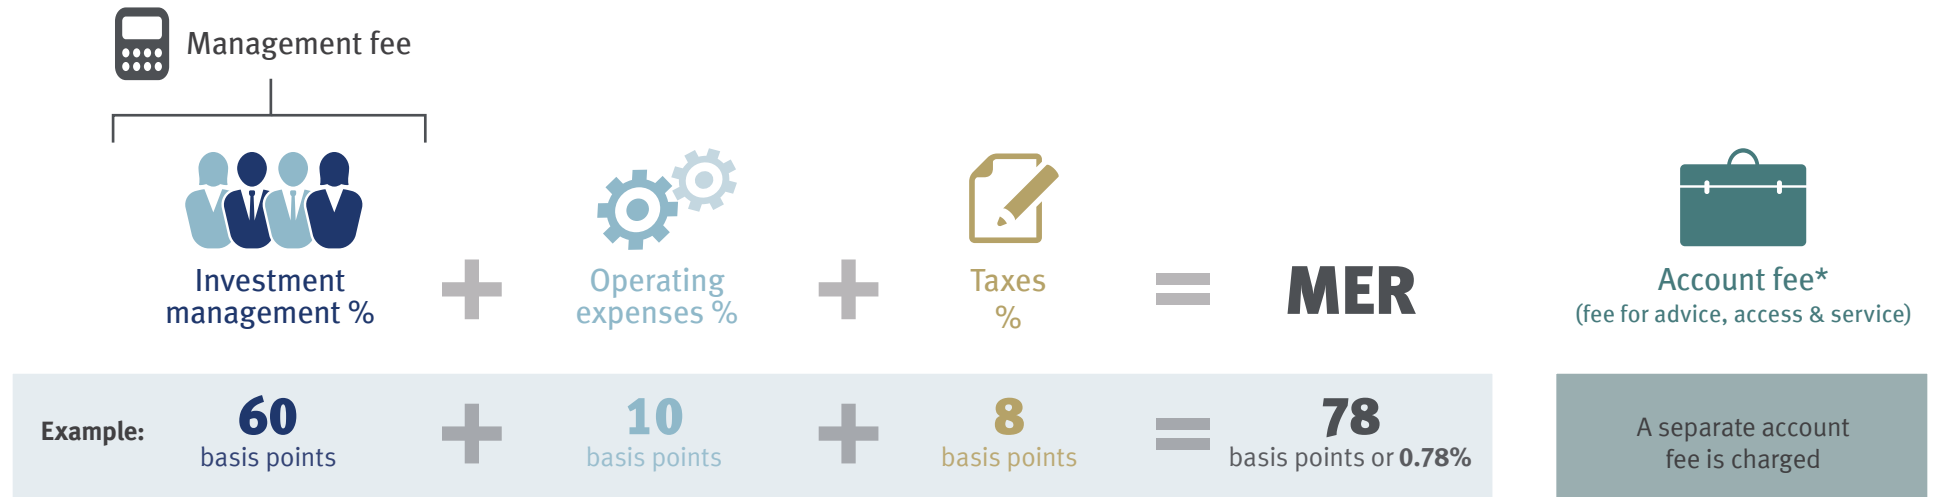 Management fee
Investment
management %
+
Operating
expenses %
+
Taxes
%
=
MER
Account fee*
(fee for advice, access & service)
Example:
60
basis points
+
10
basis points
+
8
basis points
=
78
basis points or 0.78%
A separate account
fee is charged